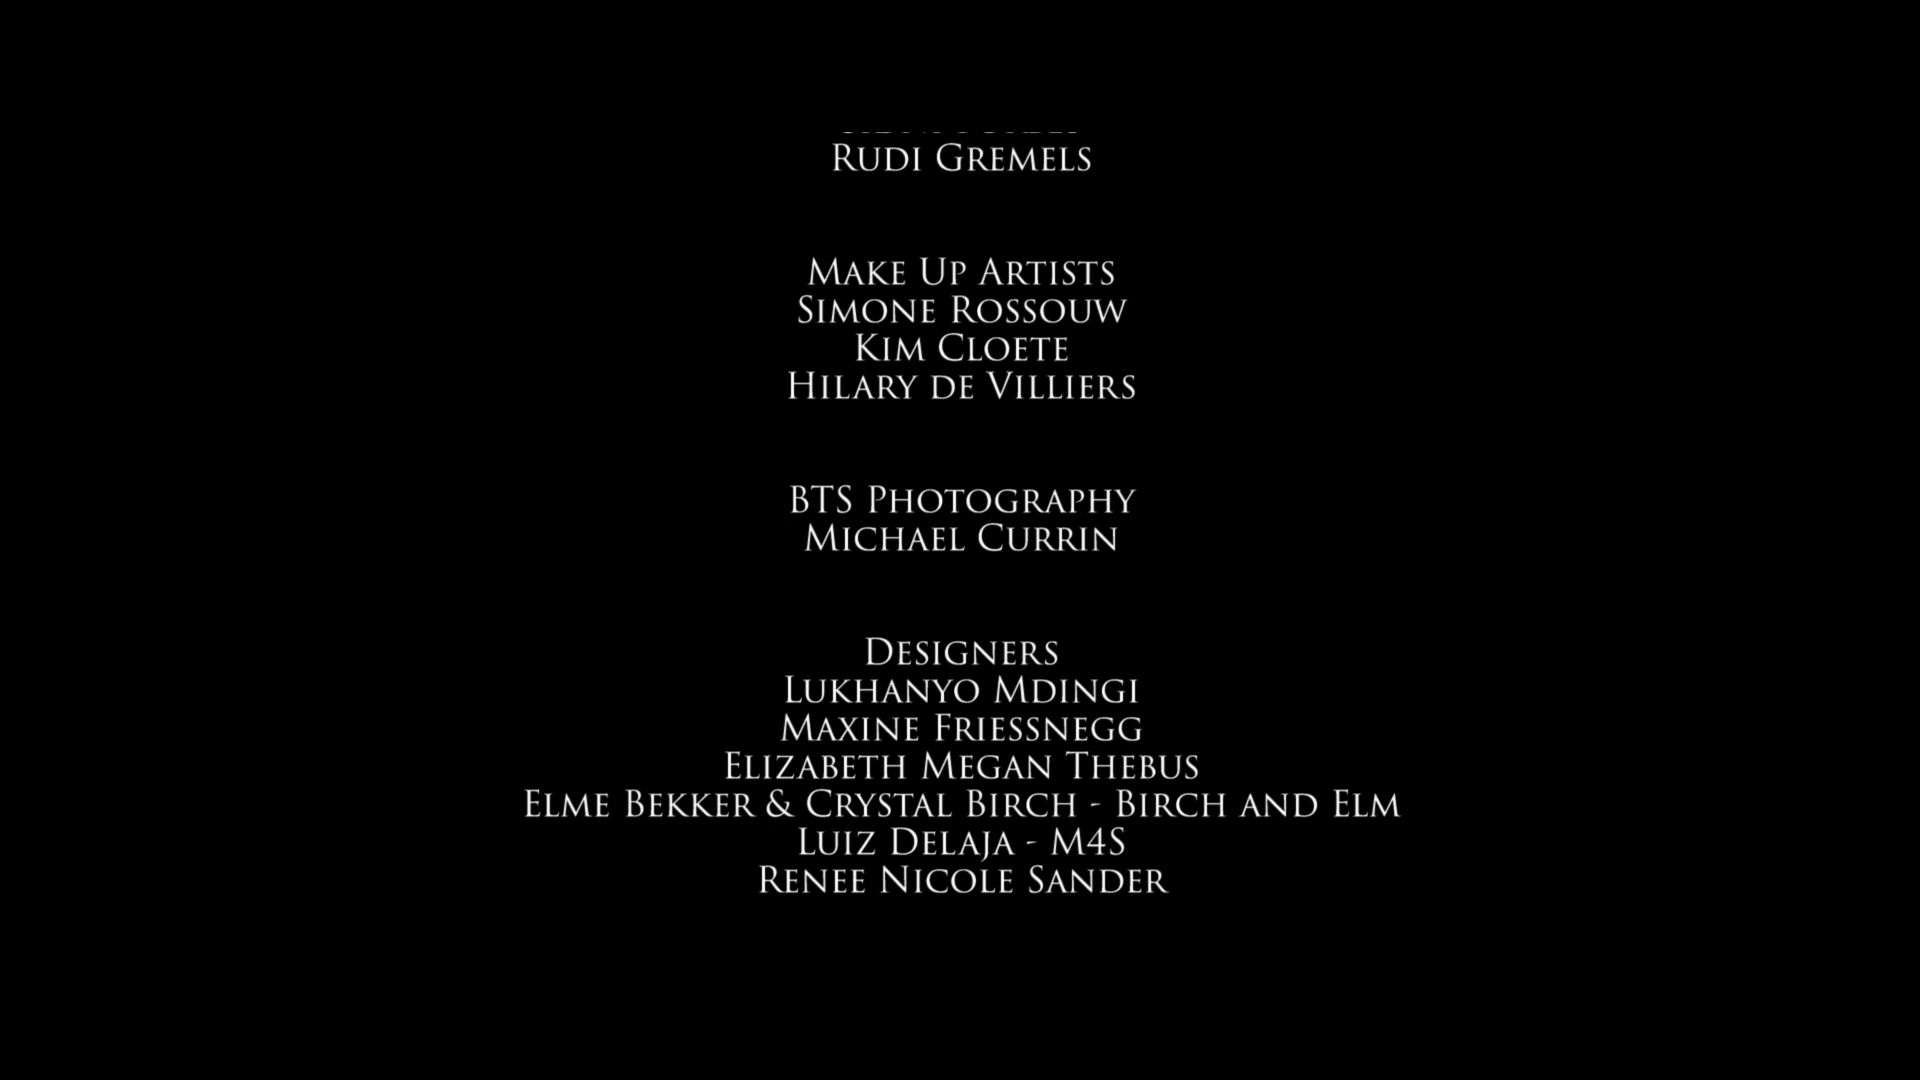 Rudi Gremels
Make Up Artists
Simone Rossouw
Kim Cloete
Hilary de Villiers
BTS Photography
Michael Currin
Designers
Lukhanyo Mdingi
Maxine Friessnegg
Elizabeth Megan Thebus
Elme Bekker & Crystal Birch - Birch and Elm
Luiz Delaja - M4S
Renee Nicole Sander